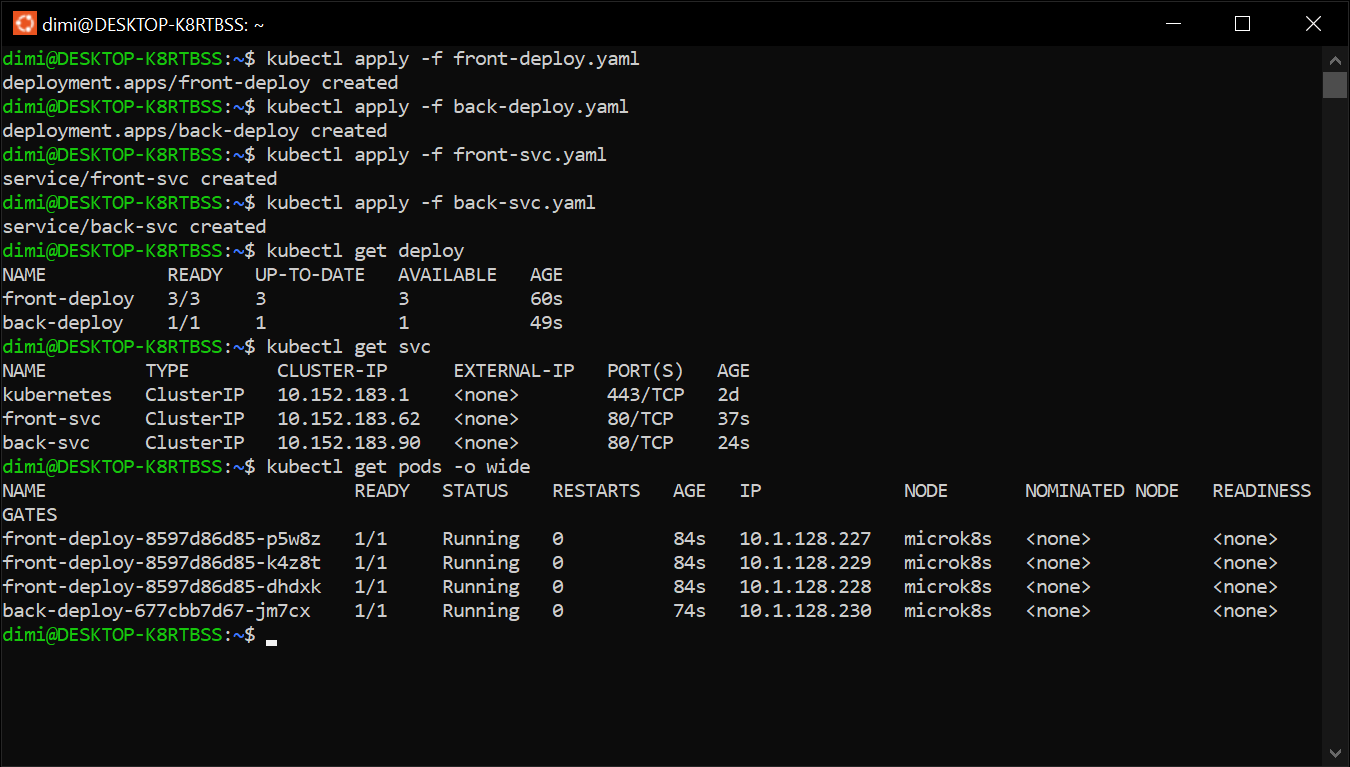 dimi@DESKTOP-K8RTBSS: ~
dimi@DESKTOP-K8RTBSS:~$ kubectl apply -f front-deploy.yaml
deployment.apps/front-deploy created
dimi@DESKTOP-K8RTBSS:~$ kubectl apply -f back-deploy.yaml
deployment.apps/back-deploy created
dimi@DESKTOP-K8RTBSS:~$ kubectl apply -f front-svc.yaml
service/front-svc created
dimi@DESKTOP-K8RTBSS:~$ kubectl apply -f back-svc.yaml
service/back-svc created
dimi@DESKTOP-K8RTBSS:~$ kubectl get deploy
NAME           READY   UP-TO-DATE   AVAILABLE   AGE
front-deploy   3/3     3            3           60s
back-deploy    1/1     1            1           49s
dimi@DESKTOP-K8RTBSS:~$ kubectl get svc
NAME         TYPE        CLUSTER-IP      EXTERNAL-IP   PORT(S)   AGE
kubernetes   ClusterIP   10.152.183.1    <none>        443/TCP   2d
front-svc    ClusterIP   10.152.183.62   <none>        80/TCP    37s
back-svc     ClusterIP   10.152.183.90   <none>        80/TCP    24s
dimi@DESKTOP-K8RTBSS:~$ kubectl get pods -o wide
NAME                            READY   STATUS    RESTARTS   AGE   IP             NODE       NOMINATED NODE   READINESS
GATES
front-deploy-8597d86d85-p5w8z   1/1     Running   0          84s   10.1.128.227   microk8s   <none>           <none>
front-deploy-8597d86d85-k4z8t   1/1     Running   0          84s   10.1.128.229   microk8s   <none>           <none>
front-deploy-8597d86d85-dhdxk   1/1     Running   0          84s   10.1.128.228   microk8s   <none>           <none>
back-deploy-677cbb7d67-jm7cx    1/1     Running   0          74s   10.1.128.230   microk8s   <none>           <none>
dimi@DESKTOP-K8RTBSS:~$